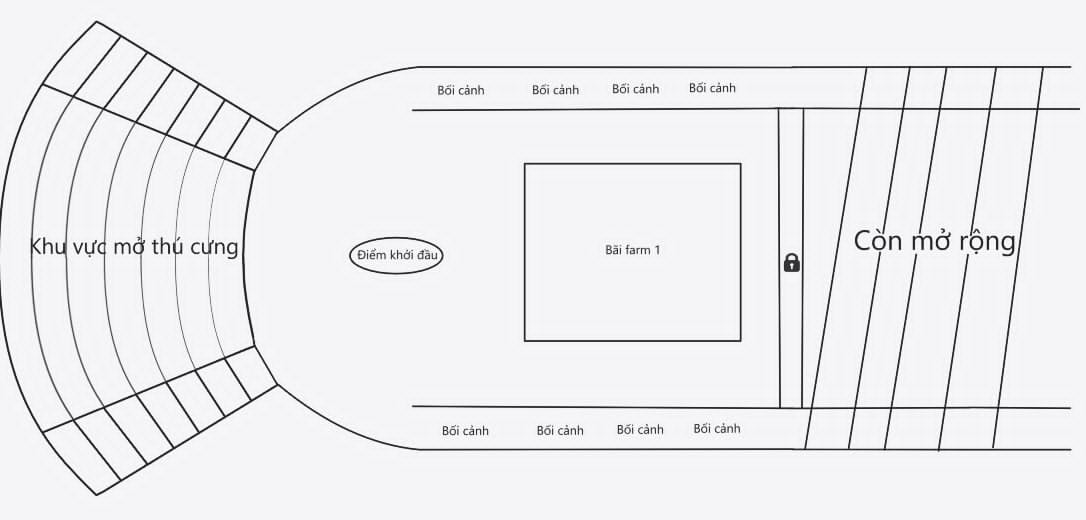 Bối cảnh Bối cảnh Bối cảnh Bối cảnh
Khu vực mở thú cưng
Điểm khởi đầu
Bãi farm 1
Còn mở rộng
Bối cảnh Bối cảnh Bối cảnh Bối cảnh